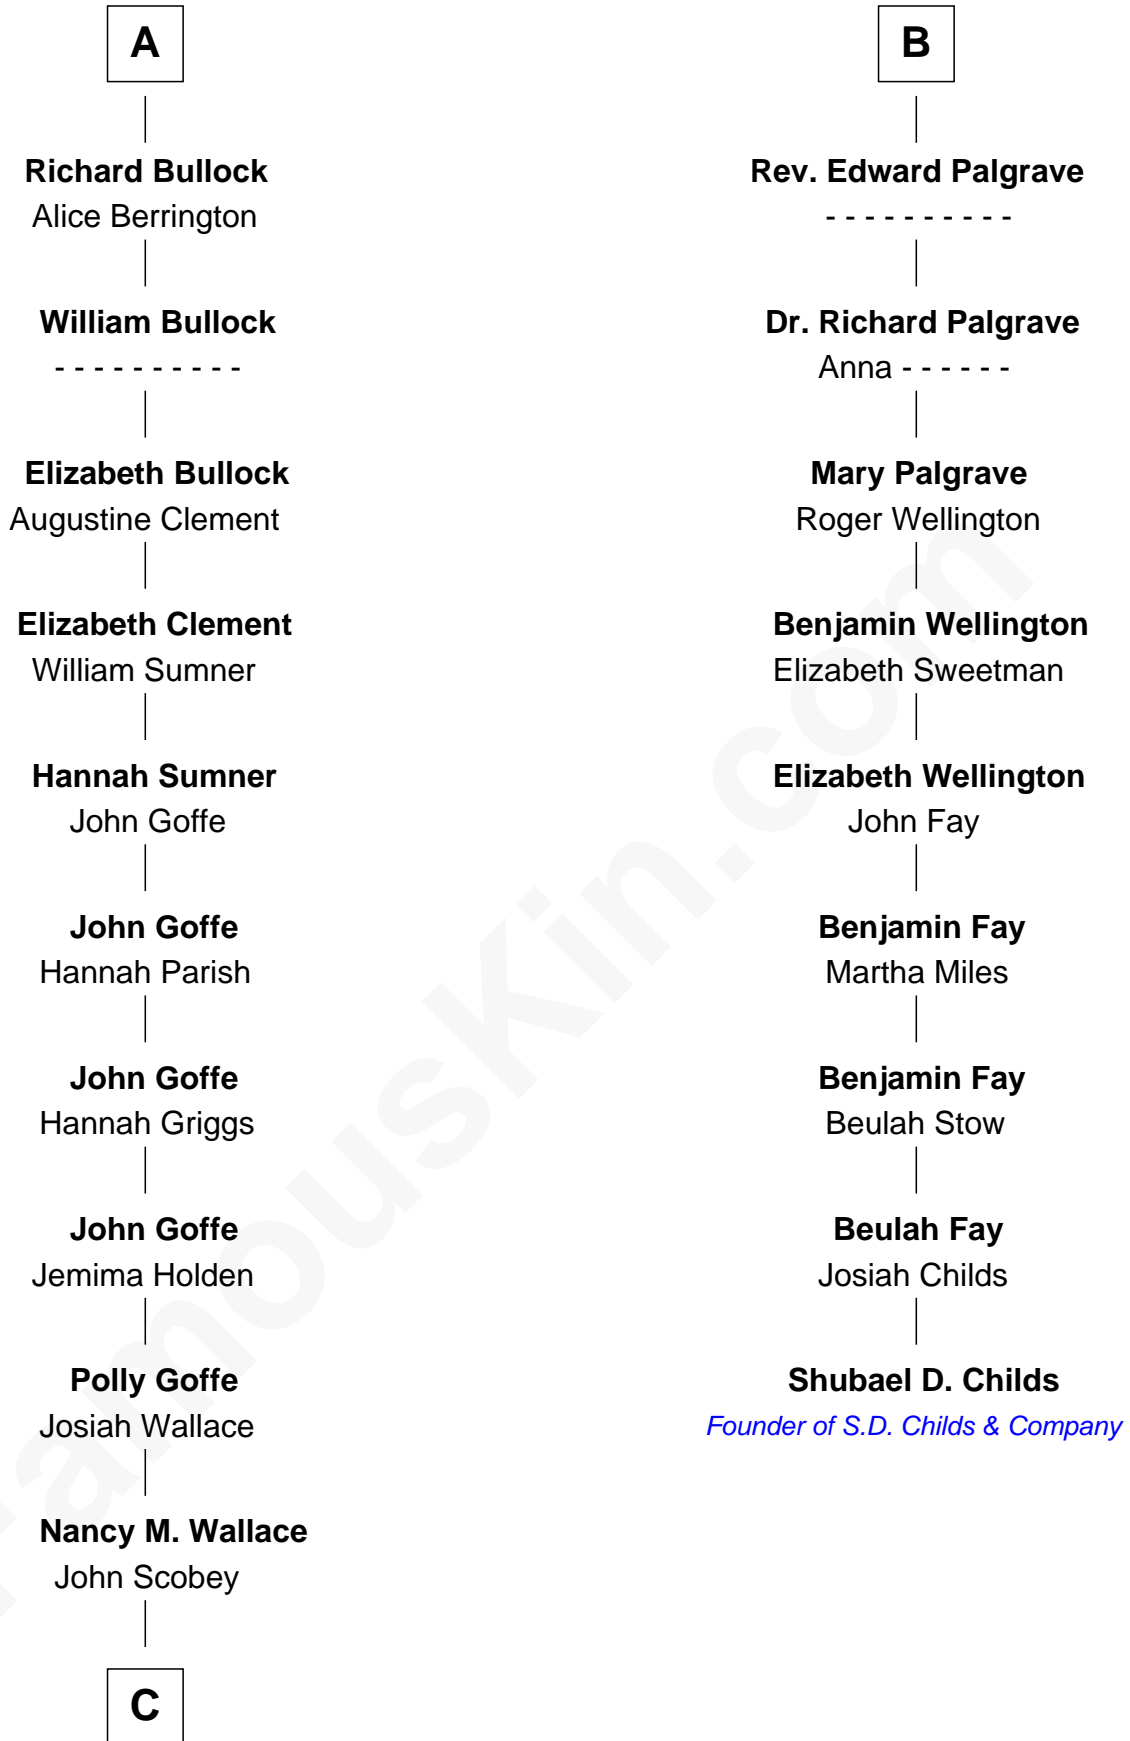 A
Richard Bullock
Alice Berrington
William Bullock
- - - - - - - - - -
Elizabeth Bullock
Augustine Clement
Elizabeth Clement
William Sumner
Hannah Sumner
John Goffe
John Goffe
Hannah Parish
John Goffe
Hannah Griggs
John Goffe
Jemima Holden
Polly Goffe
Josiah Wallace
Nancy M. Wallace
John Scobey
C
B
Rev. Edward Palgrave
- - - - - - - - - -
Dr. Richard Palgrave
Anna - - - - - -
Mary Palgrave
Roger Wellington
Benjamin Wellington
Elizabeth Sweetman
Elizabeth Wellington
John Fay
Benjamin Fay
Martha Miles
Benjamin Fay
Beulah Stow
Beulah Fay
Josiah Childs
Shubael D. Childs
Founder of S.D. Childs & Company
FamousKin.com